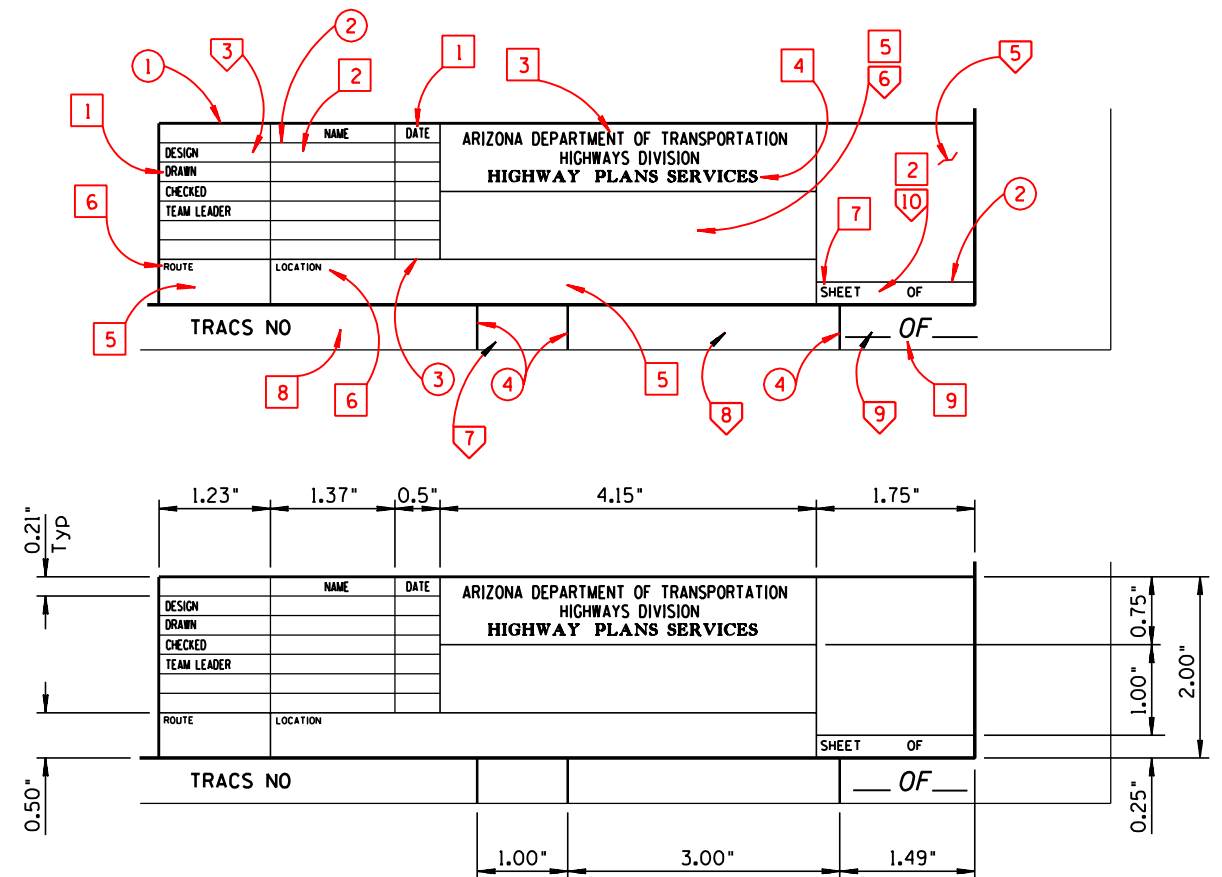 2
3
1
5
1
3
4
5
2
6
1
NAME
DATE
ARIZONA DEPARTMENT OF TRANSPORTATION
DESIGN
HIGHWAYS DIVISION
DRAWN
HIGHWAY PLANS SERVICES
2
CHECKED
6
10
2
TEAM LEADER
7
ROUTE
LOCATION
SHEET OF
TRACS NO
OF
5
8
6
3
4
5
4
9
8
9
7
1.23"
1.37"
0.5"
4.15"
1.75"
0.21"
Typ
NAME
DATE
ARIZONA DEPARTMENT OF TRANSPORTATION
DESIGN
HIGHWAYS DIVISION
DRAWN
HIGHWAY PLANS SERVICES
CHECKED
TEAM LEADER
0.75"
1.00"
2.00"
ROUTE
LOCATION
SHEET OF
TRACS NO
OF
0.50"
0.25"
1.00"
3.00"
1.49"